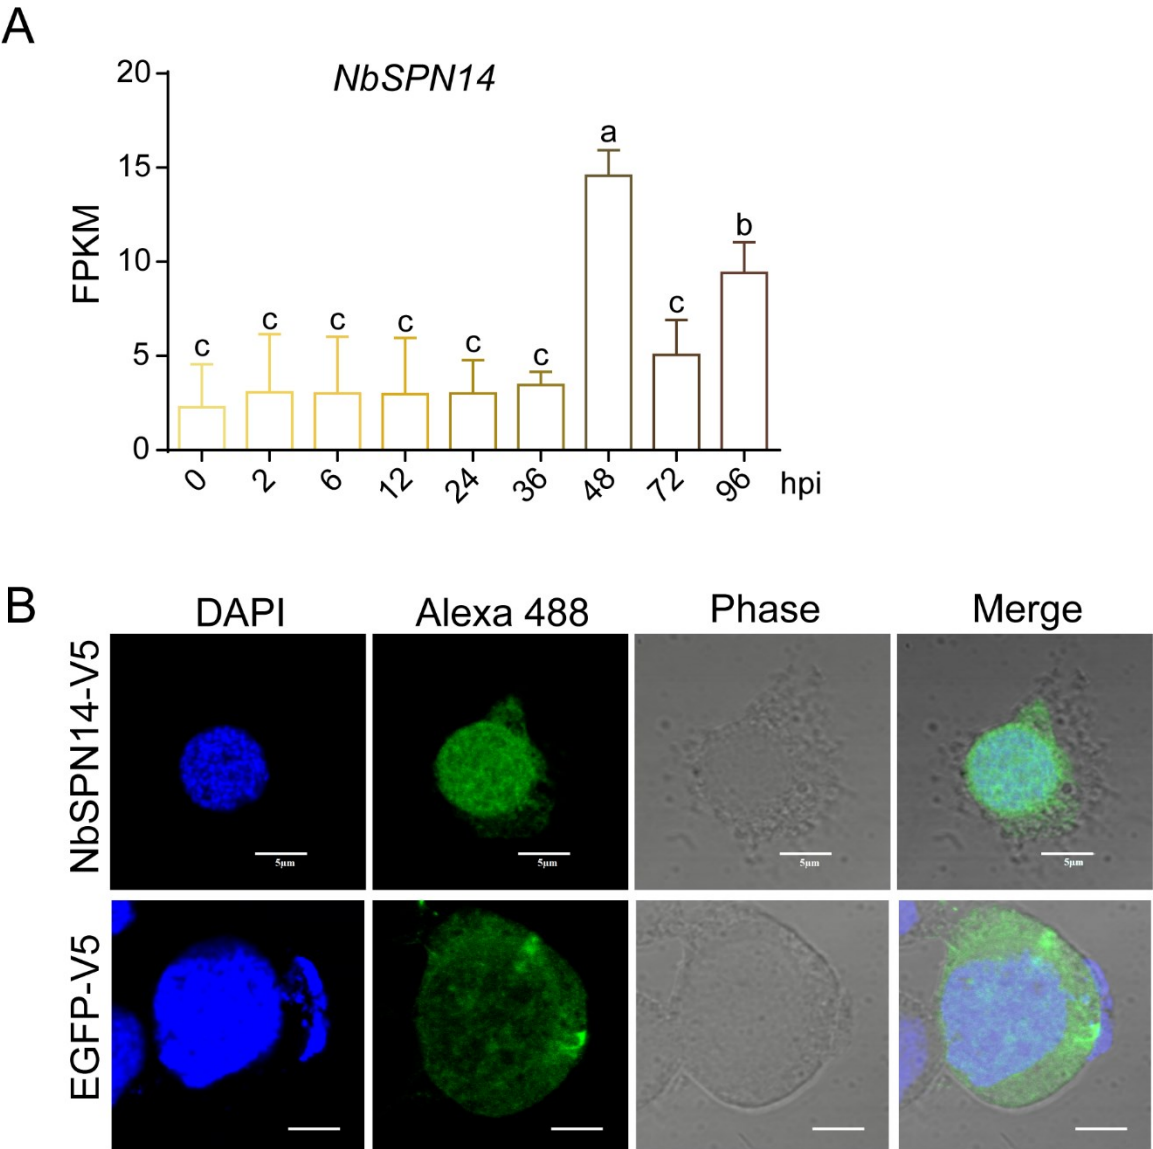 A
NbSPN14
20
15
10
5
0
FPKM
c
c
c
c
c
c
a
c
b
0
2
6
12
24
36
48
72
96
hpi
B
DAPI
Alexa 488
Phase
Merge
NbSPN14-V5
5μm
5μm
5μm
5μm
EGFP-V5